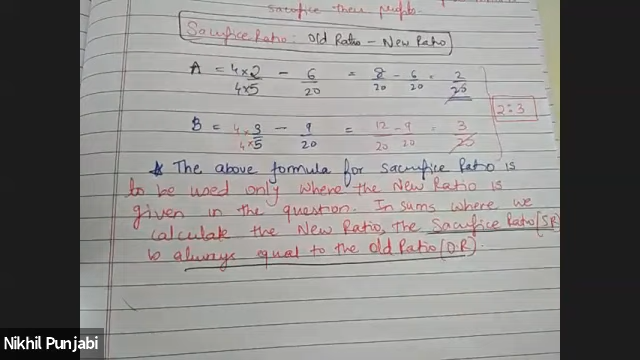 sacrifice these people.
Sacrifice Ratio: Old Ratio - New Ratio
A = 4×2/4×5 - 6/20 = 8/20 - 6/20 = 2/20
2:3
B = 4×3/4×5 - 9/20 = 12/20 - 9/20 = 3/20
* The above formula for Sacrifice Ratio is
to be used only where the New Ratio is
given in the question. In sums where we
calculate the New Ratio, the Sacrifice Ratio (SR)
is always equal to the Old Ratio (OR).
Nikhil Punjabi